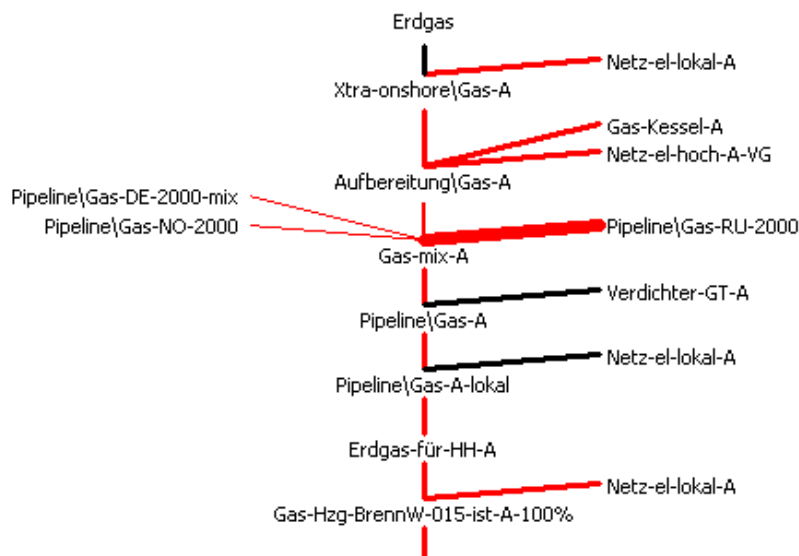 Erdgas
Netz-el-lokal-A
Xtra-onshore\Gas-A
Gas-Kessel-A
Netz-el-hoch-A-VG
Aufbereitung\Gas-A
Pipeline\Gas-DE-2000-mix
Pipeline\Gas-NO-2000
Pipeline\Gas-RU-2000
Gas-mix-A
Verdichter-GT-A
Pipeline\Gas-A
Netz-el-lokal-A
Pipeline\Gas-A-lokal
Erdgas-für-HH-A
Netz-el-lokal-A
Gas-Hzg-BrennW-015-ist-A-100%